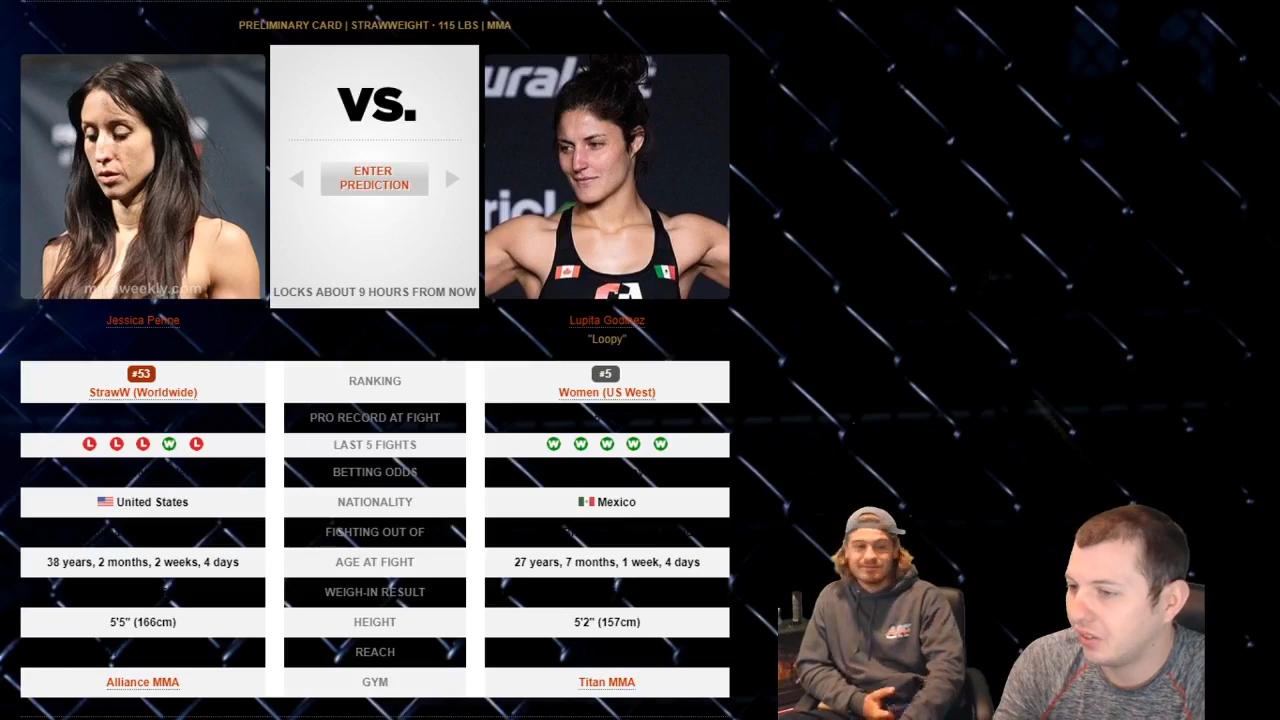 PRELIMINARY CARD | STRAWWEIGHT · 115 LBS | MMA
VS.
ENTER
PREDICTION
LOCKS ABOUT 9 HOURS FROM NOW
Jessica Penne
Lupita Godinez
"Loopy"
#53
StrawW (Worldwide)
RANKING
#5
Women (US West)
PRO RECORD AT FIGHT
L L L W L
LAST 5 FIGHTS
W W W W W
BETTING ODDS
United States
NATIONALITY
Mexico
FIGHTING OUT OF
38 years, 2 months, 2 weeks, 4 days
AGE AT FIGHT
27 years, 7 months, 1 week, 4 days
WEIGH-IN RESULT
5'5" (166cm)
HEIGHT
5'2" (157cm)
REACH
Alliance MMA
GYM
Titan MMA